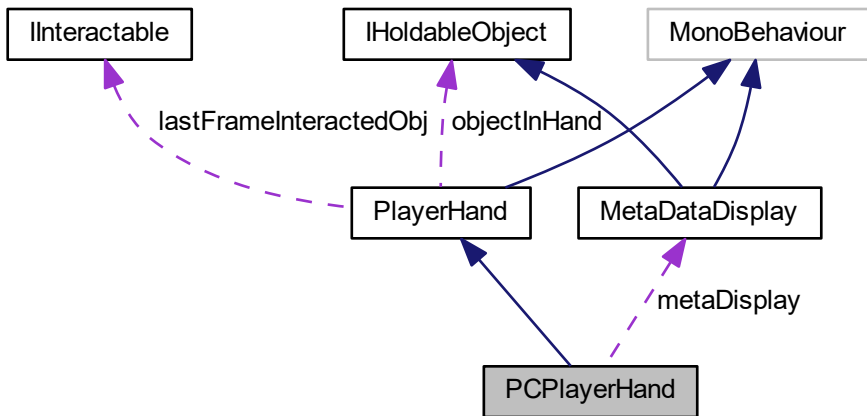 IInteractable
IHoldableObject
MonoBehaviour
lastFrameInteractedObj
objectInHand
PlayerHand
MetaDataDisplay
metaDisplay
PCPlayerHand